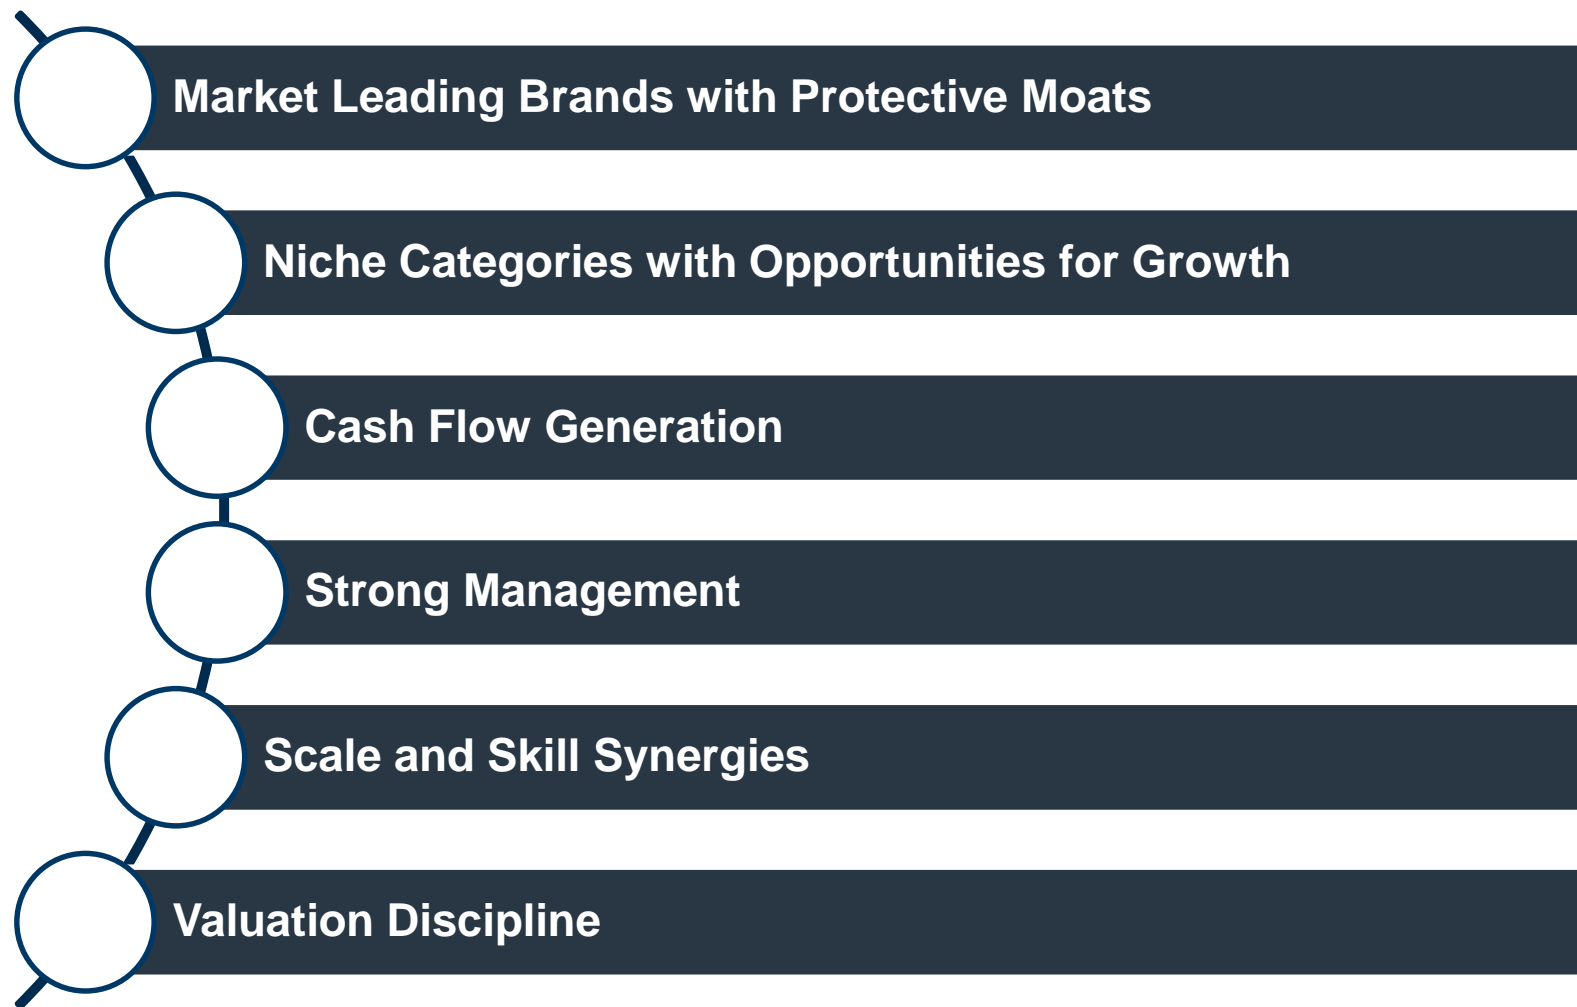 Market Leading Brands with Protective Moats
Niche Categories with Opportunities for Growth
Cash Flow Generation
Strong Management
Scale and Skill Synergies
Valuation Discipline